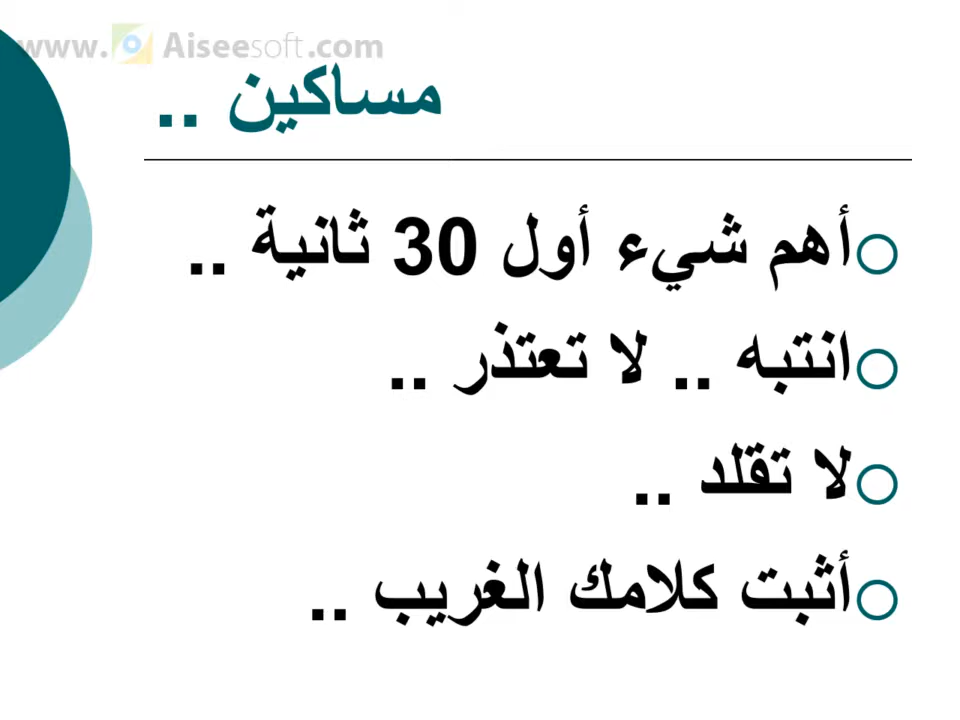 www.Aiseesoft.com
مساكين ..
أهم شيء أول 30 ثانية ..
انتبه .. لا تعتذر ..
لا تقلد ..
أثبت كلامك الغريب ..